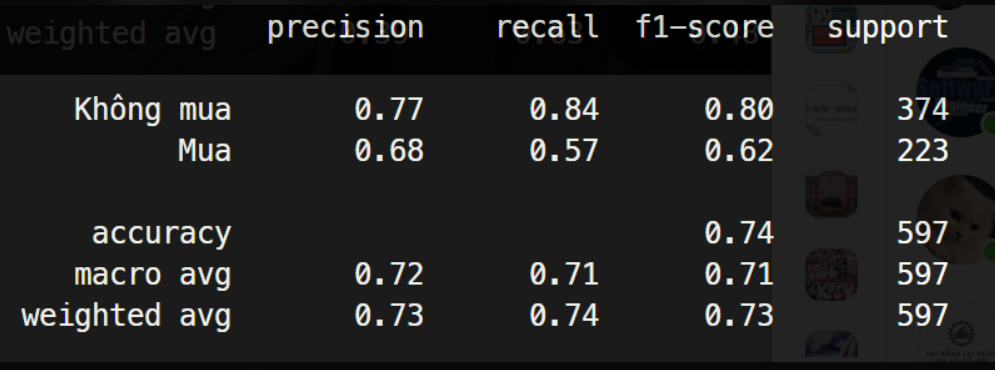 precision recall f1-score support
Không mua 0.77 0.84 0.80 374
Mua 0.68 0.57 0.62 223
accuracy 0.74 597
macro avg 0.72 0.71 0.71 597
weighted avg 0.73 0.74 0.73 597
weighted avg